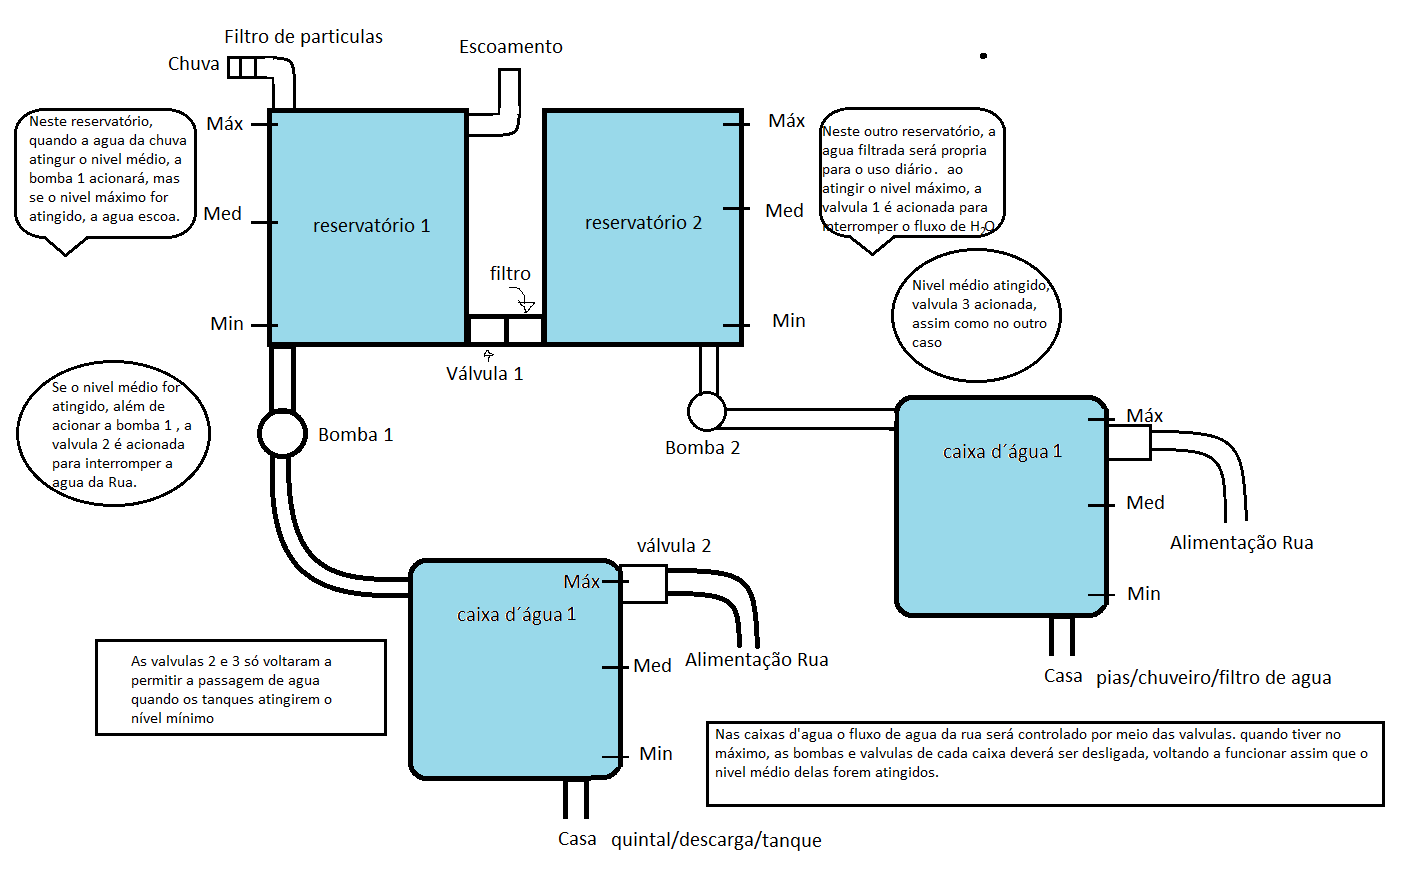 Filtro de particulas
Chuva
Escoamento
Neste reservatório,
quando a agua da chuva
atingur o nivel médio, a
bomba 1 acionará, mas
se o nivel máximo for
atingido, a agua escoa.
Máx
Med
Min
reservatório 1
reservatório 2
filtro
Válvula 1
Máx
Med
Min
Neste outro reservatório, a
agua filtrada será propria
para o uso diário. ao
atingir o nivel máximo, a
valvula 1 é acionada para
interromper o fluxo de H₂O
Nivel médio atingido,
valvula 3 acionada,
assim como no outro
caso
Se o nivel médio for
atingido, além de
acionar a bomba 1 , a
valvula 2 é acionada
para interromper a
agua da Rua.
Bomba 1
Bomba 2
caixa d´água 1
Máx
Med
Min
Alimentação Rua
Casa pias/chuveiro/filtro de agua
válvula 2
Máx
caixa d´água 1
Med
Min
Alimentação Rua
As valvulas 2 e 3 só voltaram a
permitir a passagem de agua
quando os tanques atingirem o
nível mínimo
Nas caixas d'agua o fluxo de agua da rua será controlado por meio das valvulas. quando tiver no
máximo, as bombas e valvulas de cada caixa deverá ser desligada, voltando a funcionar assim que o
nivel médio delas forem atingidos.
Casa quintal/descarga/tanque